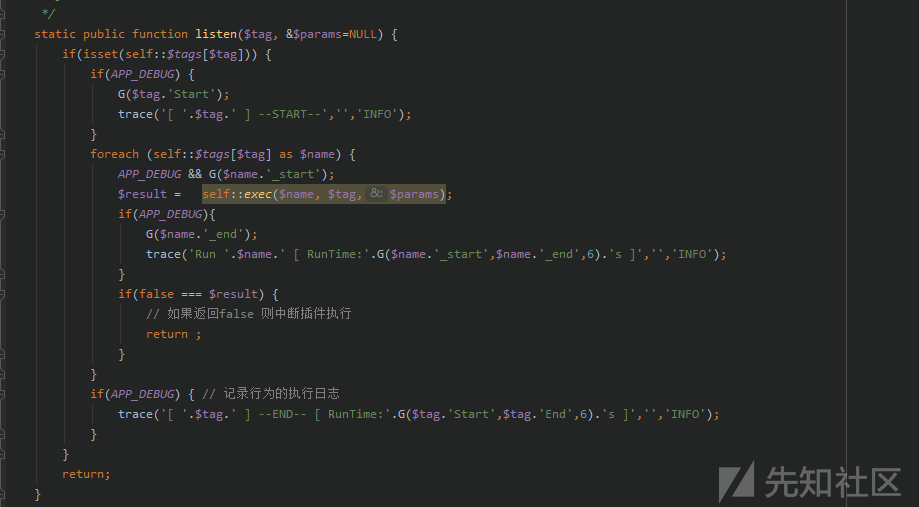 */
static public function listen($tag, &$params=NULL) {
if(isset(self::$tags[$tag])) {
if(APP_DEBUG) {
G($tag.'Start');
trace('[ '.$tag.' ] --START--','','INFO');
}
foreach (self::$tags[$tag] as $name) {
APP_DEBUG && G($name.'_start');
$result =   self::exec($name, $tag, &: $params);
if(APP_DEBUG){
G($name.'_end');
trace('Run '.$name.' [ RunTime:'.G($name.'_start',$name.'_end',6).'s ]','','INFO');
}
if(false === $result) {
// 如果返回false 则中断插件执行
return ;
}
}
if(APP_DEBUG) { // 记录行为的执行日志
trace('[ '.$tag.' ] --END-- [ RunTime:'.G($tag.'Start',$tag.'End',6).'s ]','','INFO');
}
}
return;
}
先知社区